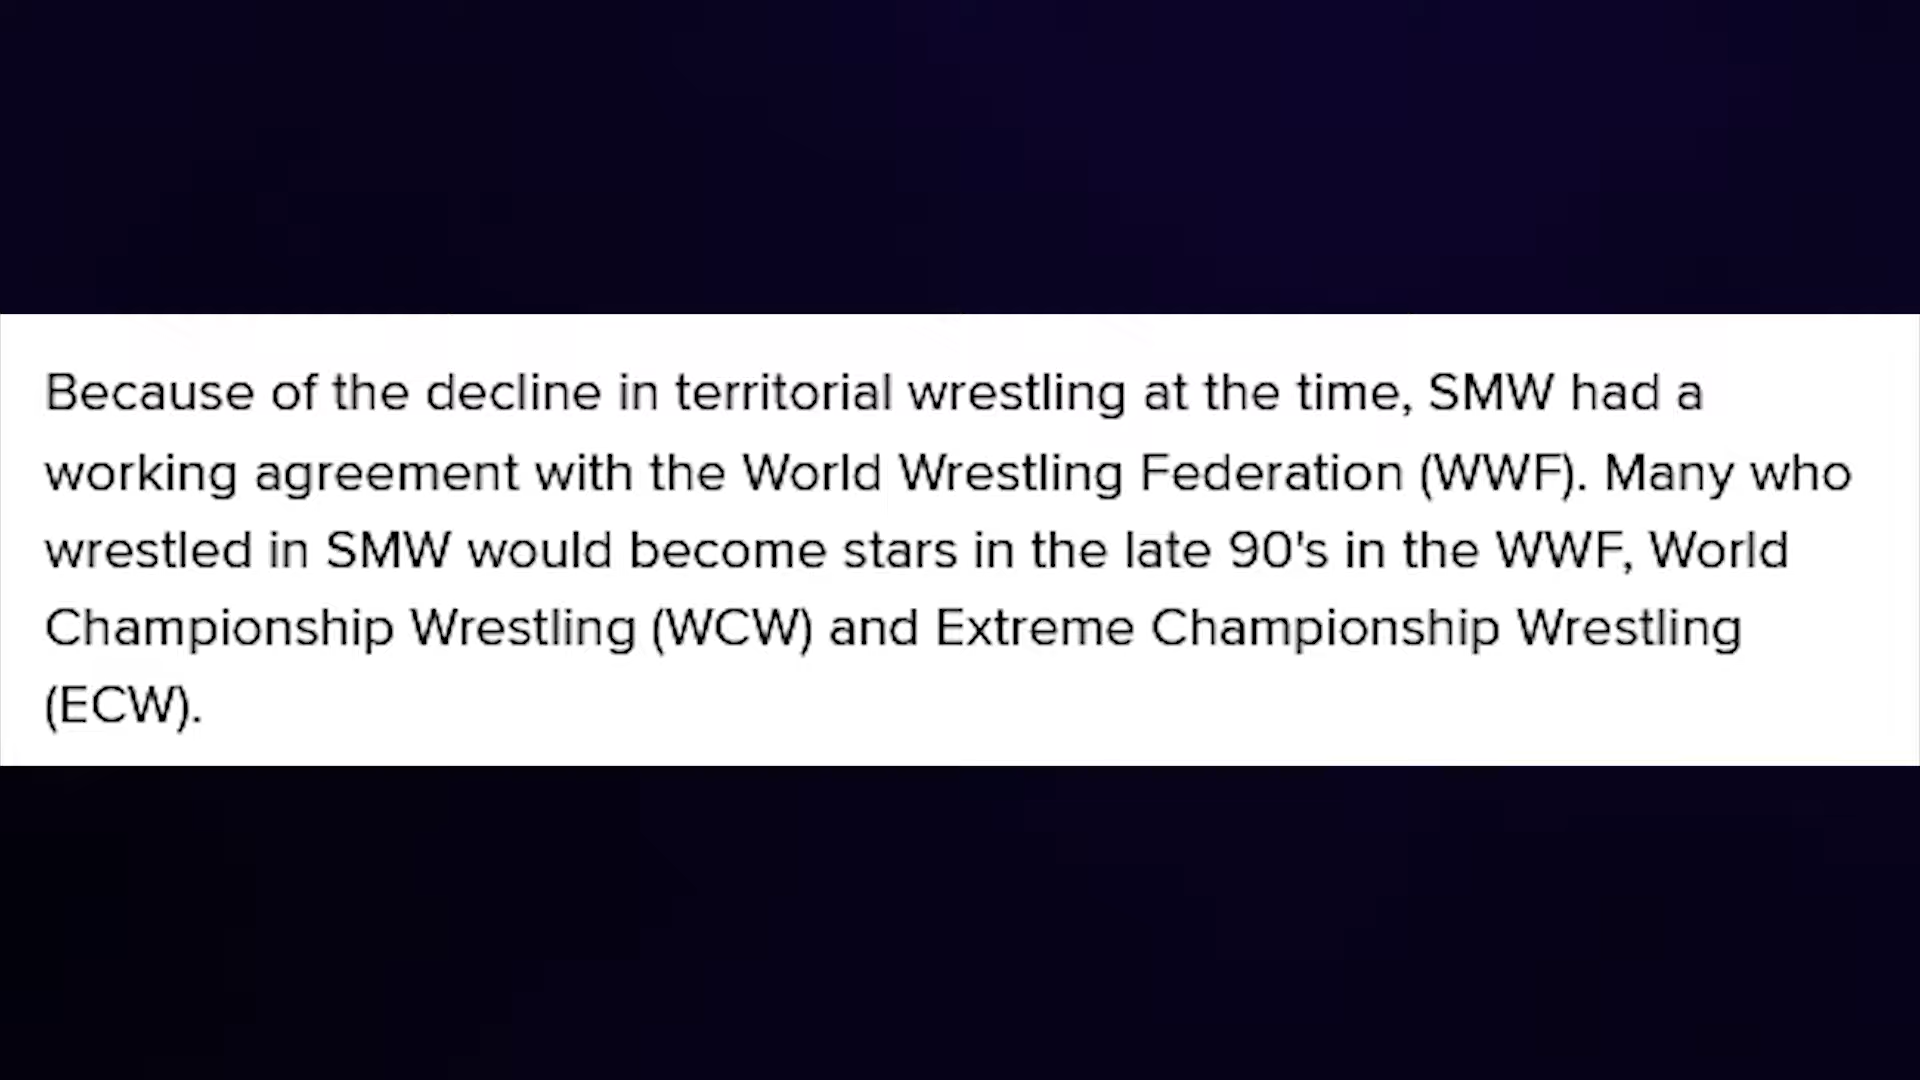 Because of the decline in territorial wrestling at the time, SMW had a
working agreement with the World Wrestling Federation (WWF). Many who
wrestled in SMW would become stars in the late 90's in the WWF, World
Championship Wrestling (WCW) and Extreme Championship Wrestling
(ECW).